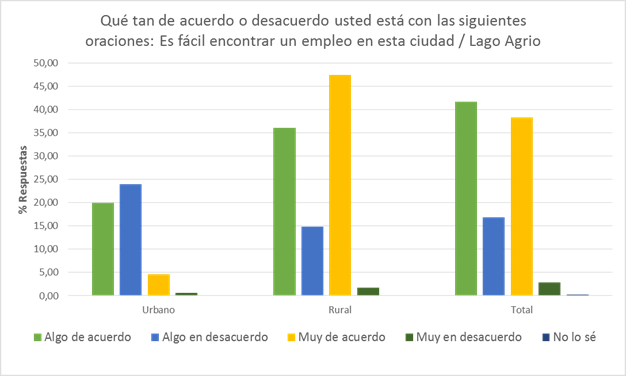 Qué tan de acuerdo o desacuerdo usted está con las siguientes
oraciones: Es fácil encontrar un empleo en esta ciudad / Lago Agrio
50,00
45,00
40,00
35,00
30,00
25,00
20,00
15,00
10,00
5,00
0,00
% Respuestas
Urbano Rural Total
Algo de acuerdo Algo en desacuerdo Muy de acuerdo Muy en desacuerdo No lo sé